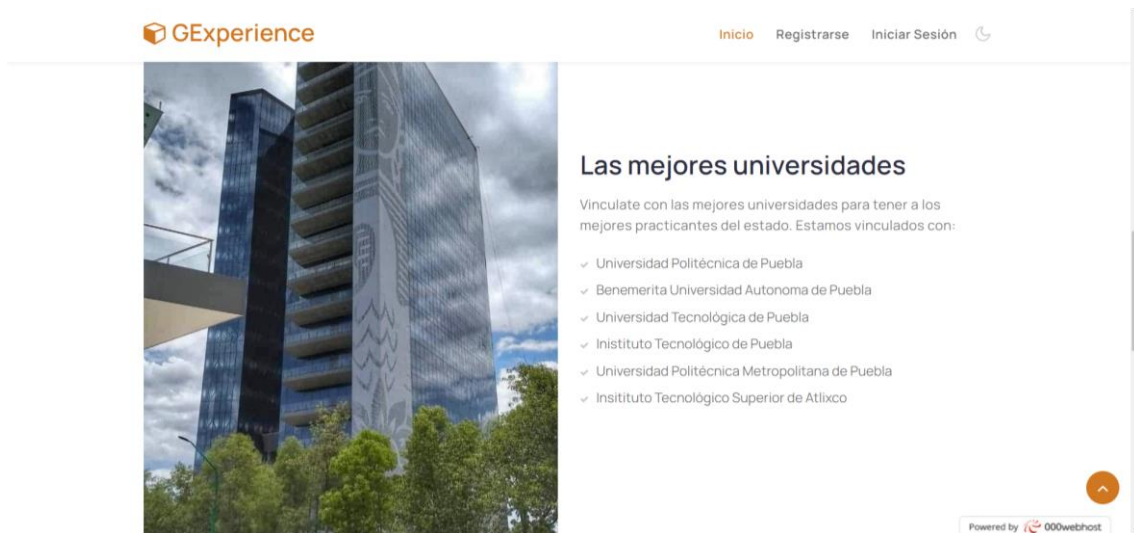 GExperience
Inicio Registrarse Iniciar Sesión
Las mejores universidades
Vinculate con las mejores universidades para tener a los
mejores practicantes del estado. Estamos vinculados con:
Universidad Politécnica de Puebla
Benemerita Universidad Autonoma de Puebla
Universidad Tecnológica de Puebla
Inistituto Tecnológico de Puebla
Universidad Politécnica Metropolitana de Puebla
Insitituto Tecnológico Superior de Atlixco
Powered by 000webhost